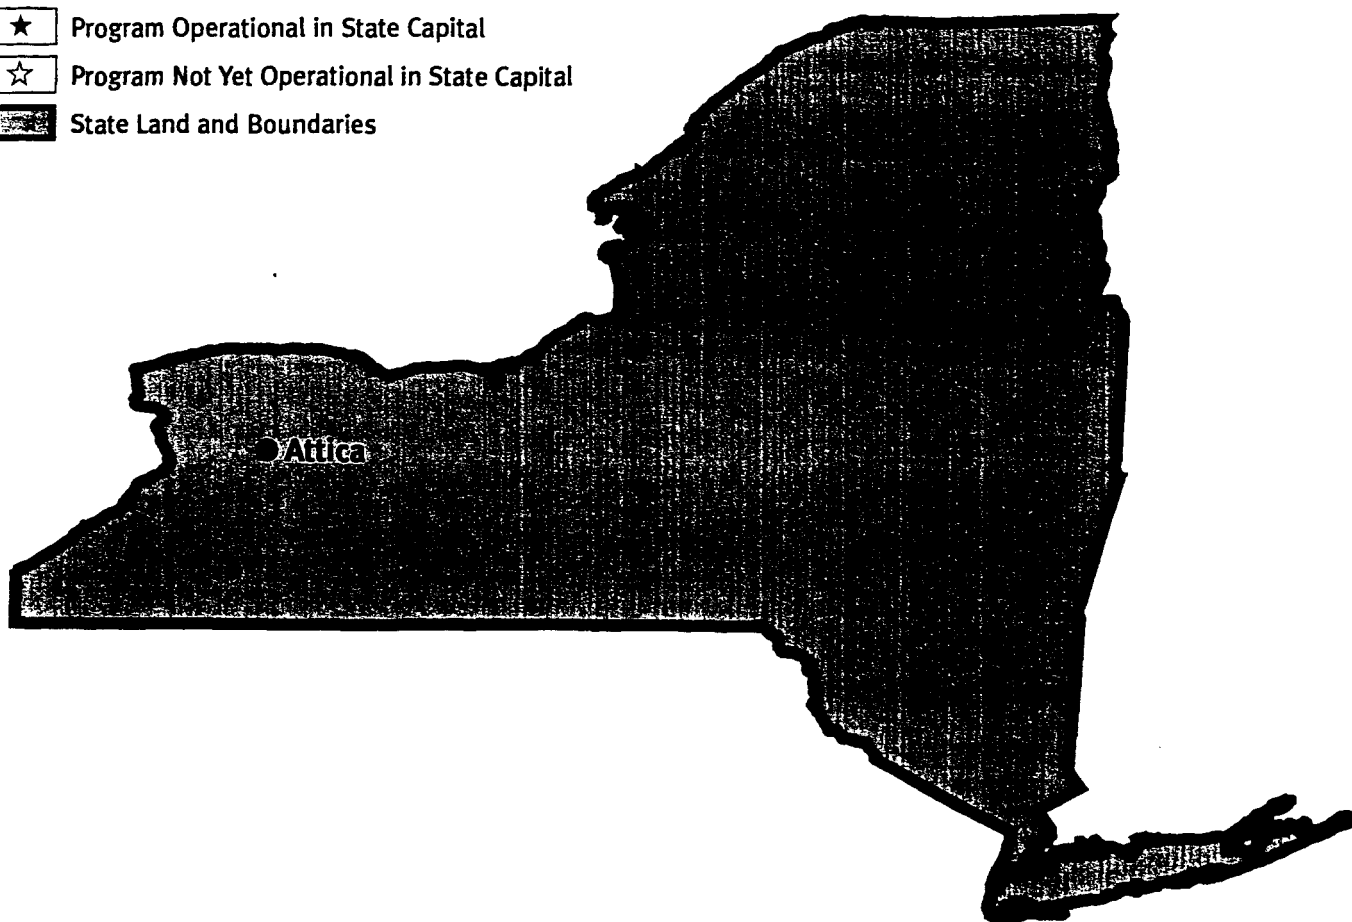 Program Operational in State Capital
Program Not Yet Operational in State Capital
State Land and Boundaries
Attica